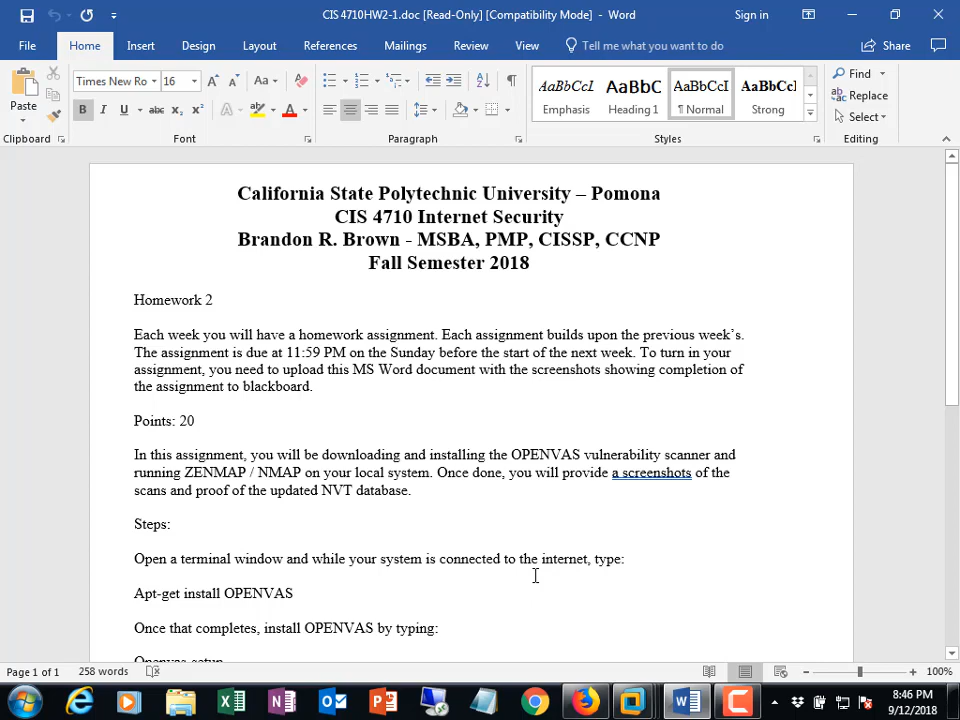 CIS 4710HW2-1.doc [Read-Only] [Compatibility Mode] - Word
Sign in
File Home Insert Design Layout References Mailings Review View Tell me what you want to do Share
Paste Times New Ro 16 Aa AaBbCcI AaBbC AaBbCcI AaBbCcl Find
Emphasis Heading 1 ¶ Normal Strong Replace
B I U abc x₂ x² A A Select
Clipboard Font Paragraph Styles Editing
California State Polytechnic University – Pomona
CIS 4710 Internet Security
Brandon R. Brown - MSBA, PMP, CISSP, CCNP
Fall Semester 2018
Homework 2
Each week you will have a homework assignment. Each assignment builds upon the previous week’s.
The assignment is due at 11:59 PM on the Sunday before the start of the next week. To turn in your
assignment, you need to upload this MS Word document with the screenshots showing completion of
the assignment to blackboard.
Points: 20
In this assignment, you will be downloading and installing the OPENVAS vulnerability scanner and
running ZENMAP / NMAP on your local system. Once done, you will provide a screenshots of the
scans and proof of the updated NVT database.
Steps:
Open a terminal window and while your system is connected to the internet, type:
Apt-get install OPENVAS
Once that completes, install OPENVAS by typing:
Openvas-setup
Page 1 of 1 258 words 100%
8:46 PM
9/12/2018